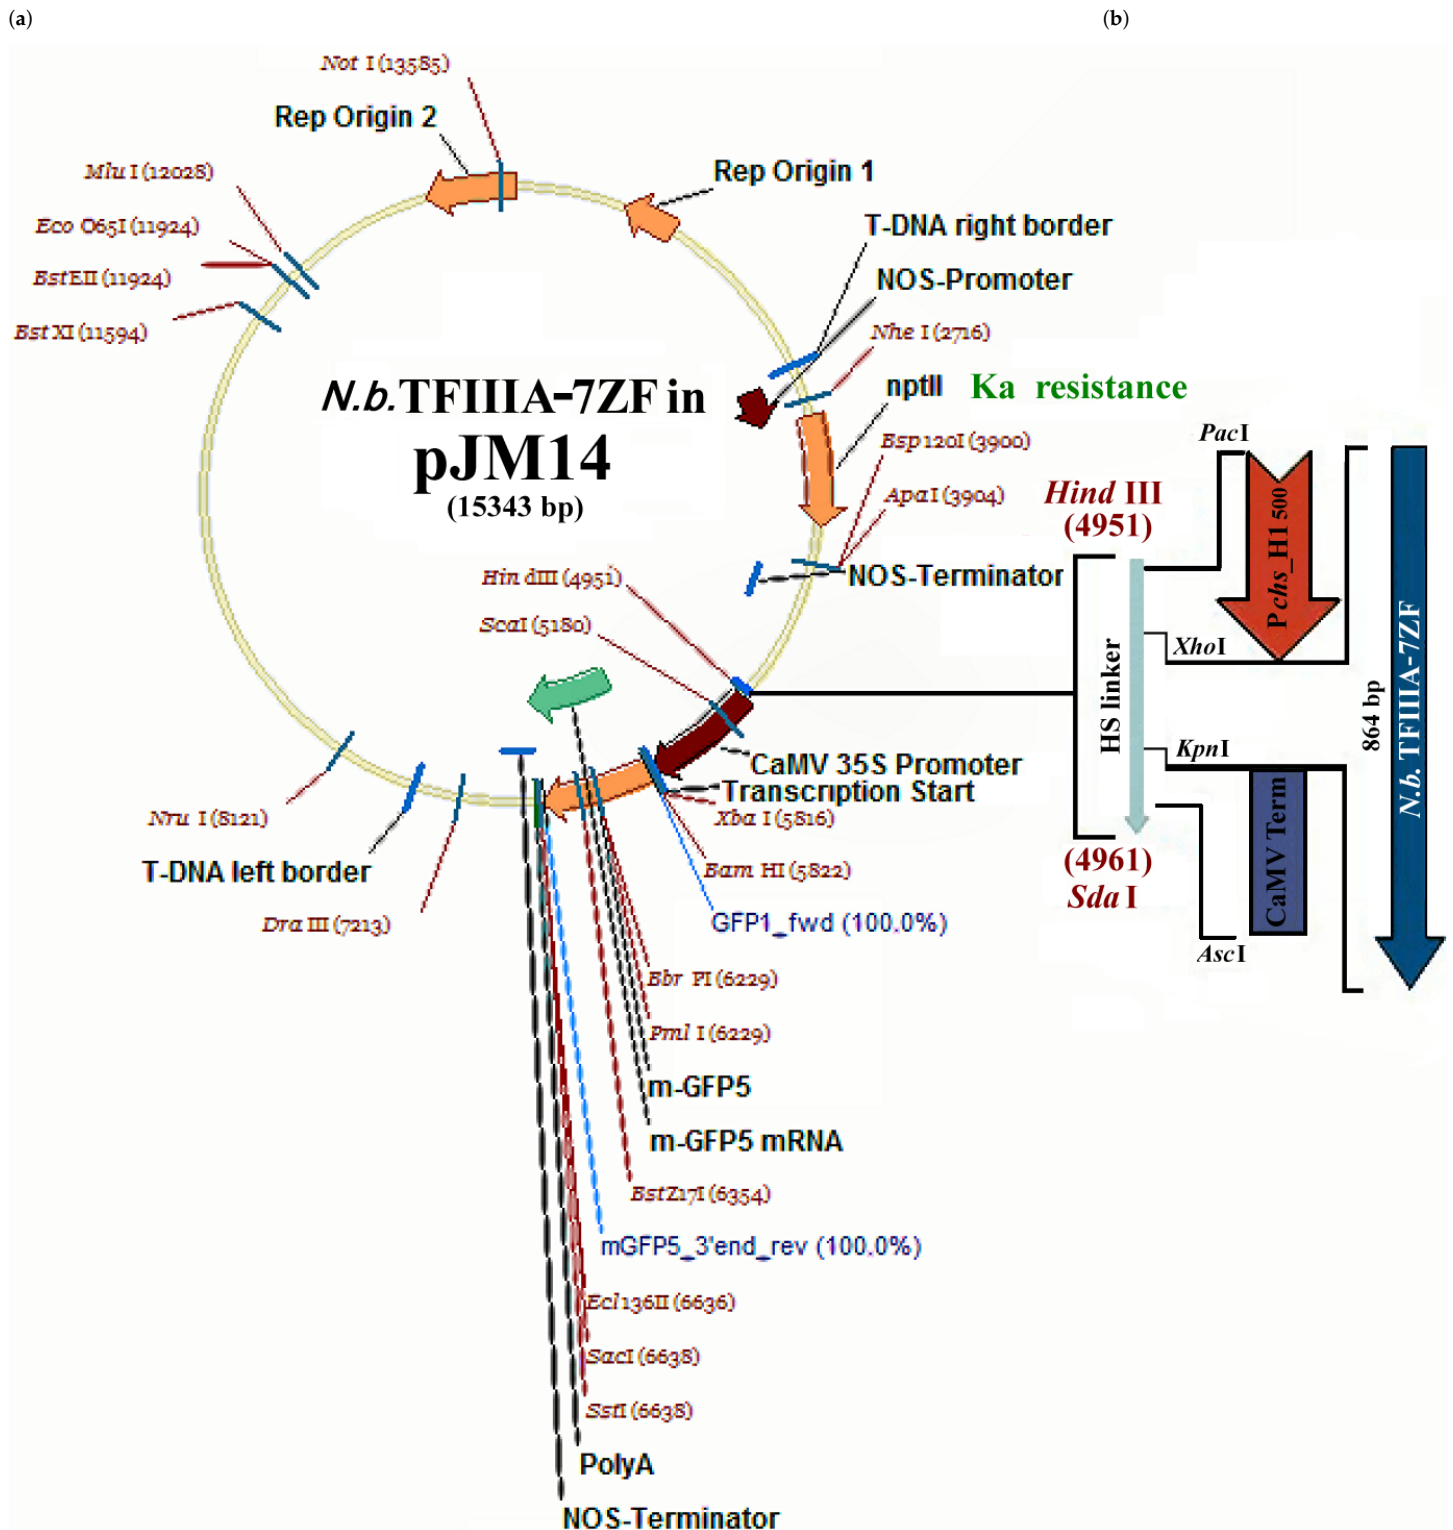 (a)
(b)
Not I (13585)
Rep Origin 2
Mlu I (12028)
Rep Origin 1
Eco O65I (11924)
T-DNA right border
BstEII (11924)
NOS-Promoter
Bst XI (11594)
Nhe I (2716)
N.b.TFIIIA-7ZF in
pJM14
(15343 bp)
nptII
Ka resistance
Bsp120I (3900)
ApaI (3904)
NOS-Terminator
Hin dIII (4951)
ScaI (5180)
CaMV 35S Promoter
Transcription Start
Xba I (5816)
Bam HI (5822)
GFP1_fwd (100.0%)
Nru I (8121)
T-DNA left border
Dra III (7213)
Bbr PI (6229)
Pml I (6229)
m-GFP5
m-GFP5 mRNA
BstZ17I (6354)
mGFP5_3'end_rev (100.0%)
Ecl136II (6636)
SacI (6638)
SstI (6638)
PolyA
NOS-Terminator
Hind III
(4951)
HS linker
(4961)
Sda I
PacI
P chs_H1 500
XhoI
KpnI
CaMV Term
AscI
864 bp
N.b. TFIIIA-7ZF